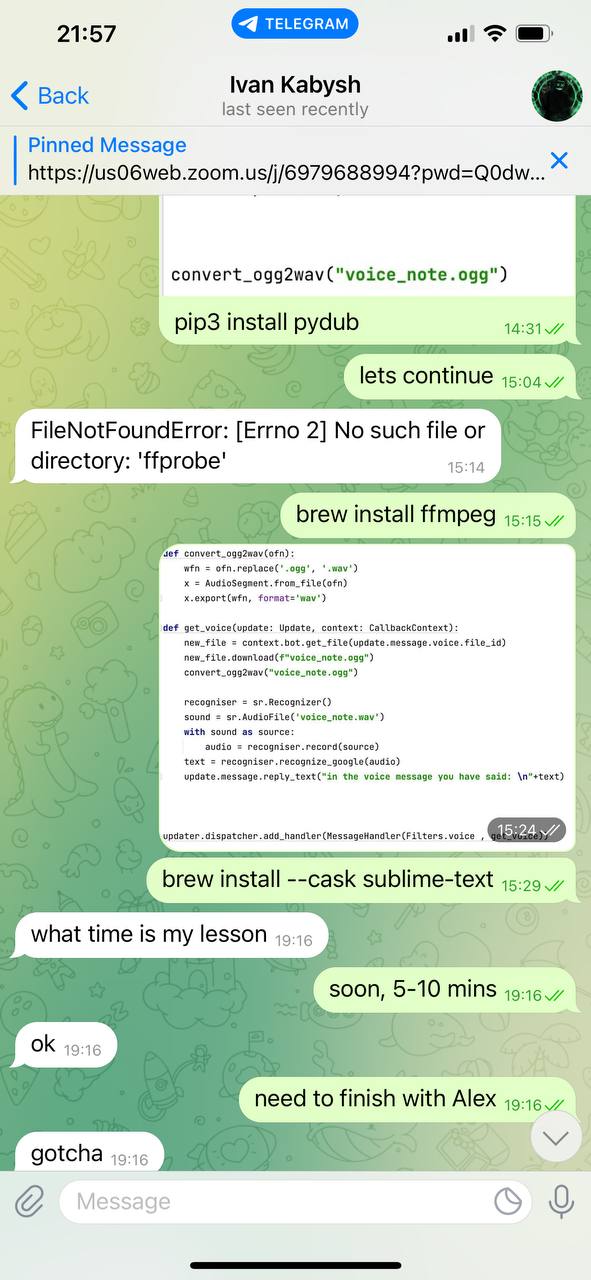 21:57
TELEGRAM
Back
Ivan Kabysh
last seen recently
Pinned Message
https://us06web.zoom.us/j/6979688994?pwd=Q0dw...
convert_ogg2wav("voice_note.ogg")
pip3 install pydub
14:31
lets continue 15:04
FileNotFoundError: [Errno 2] No such file or
directory: 'ffprobe'
15:14
brew install ffmpeg 15:15
def convert_ogg2wav(ofn):
    wfn = ofn.replace('.ogg', '.wav')
    x = AudioSegment.from_file(ofn)
    x.export(wfn, format='wav')
def get_voice(update: Update, context: CallbackContext):
    new_file = context.bot.get_file(update.message.voice.file_id)
    new_file.download(f"voice_note.ogg")
    convert_ogg2wav("voice_note.ogg")
    recogniser = sr.Recognizer()
    sound = sr.AudioFile('voice_note.wav')
    with sound as source:
        audio = recogniser.record(source)
    text = recogniser.recognize_google(audio)
    update.message.reply_text("in the voice message you have said: \n"+text)
updater.dispatcher.add_handler(MessageHandler(Filters.voice , get_voice))
15:24
brew install --cask sublime-text 15:29
what time is my lesson 19:16
soon, 5-10 mins 19:16
ok 19:16
need to finish with Alex 19:16
gotcha 19:16
Message